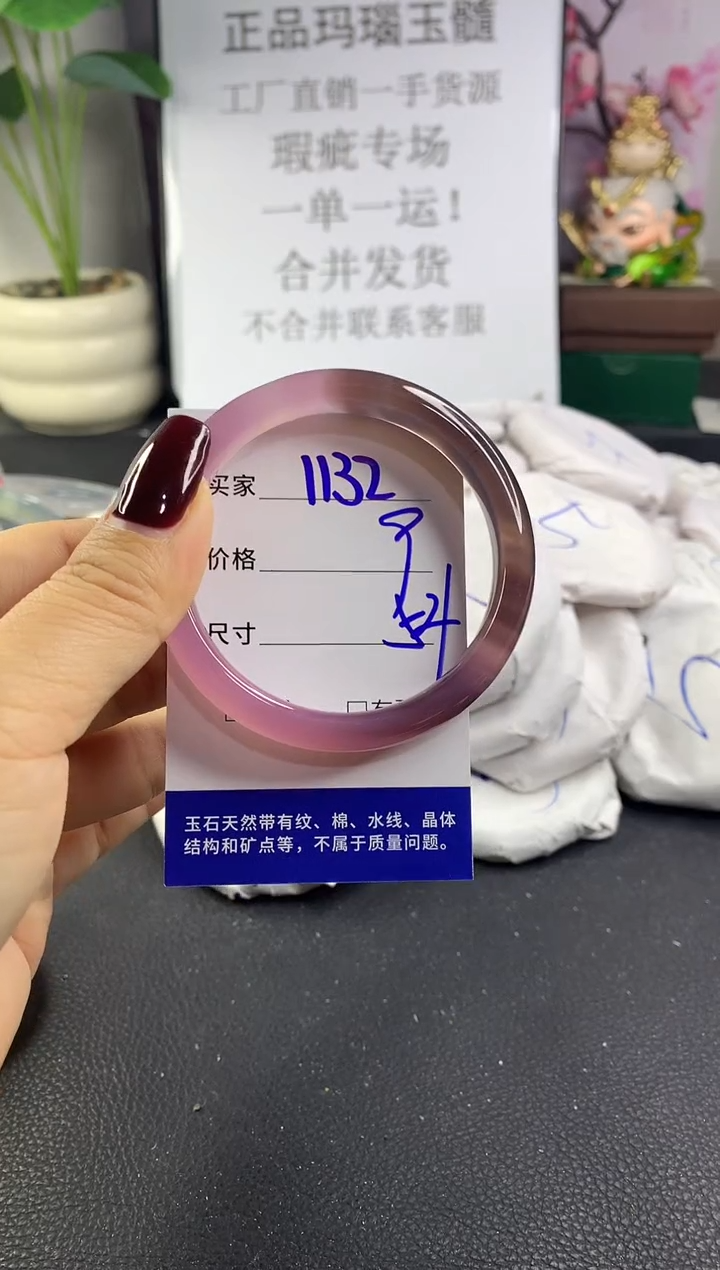 正品玛瑙玉髓
工厂直销一手货源
瑕疵专场
一单一运！
合并发货
不合并联系客服
买家 1132
价格
尺寸 54
玉石天然带有纹、棉、水线、晶体
结构和矿点等，不属于质量问题。